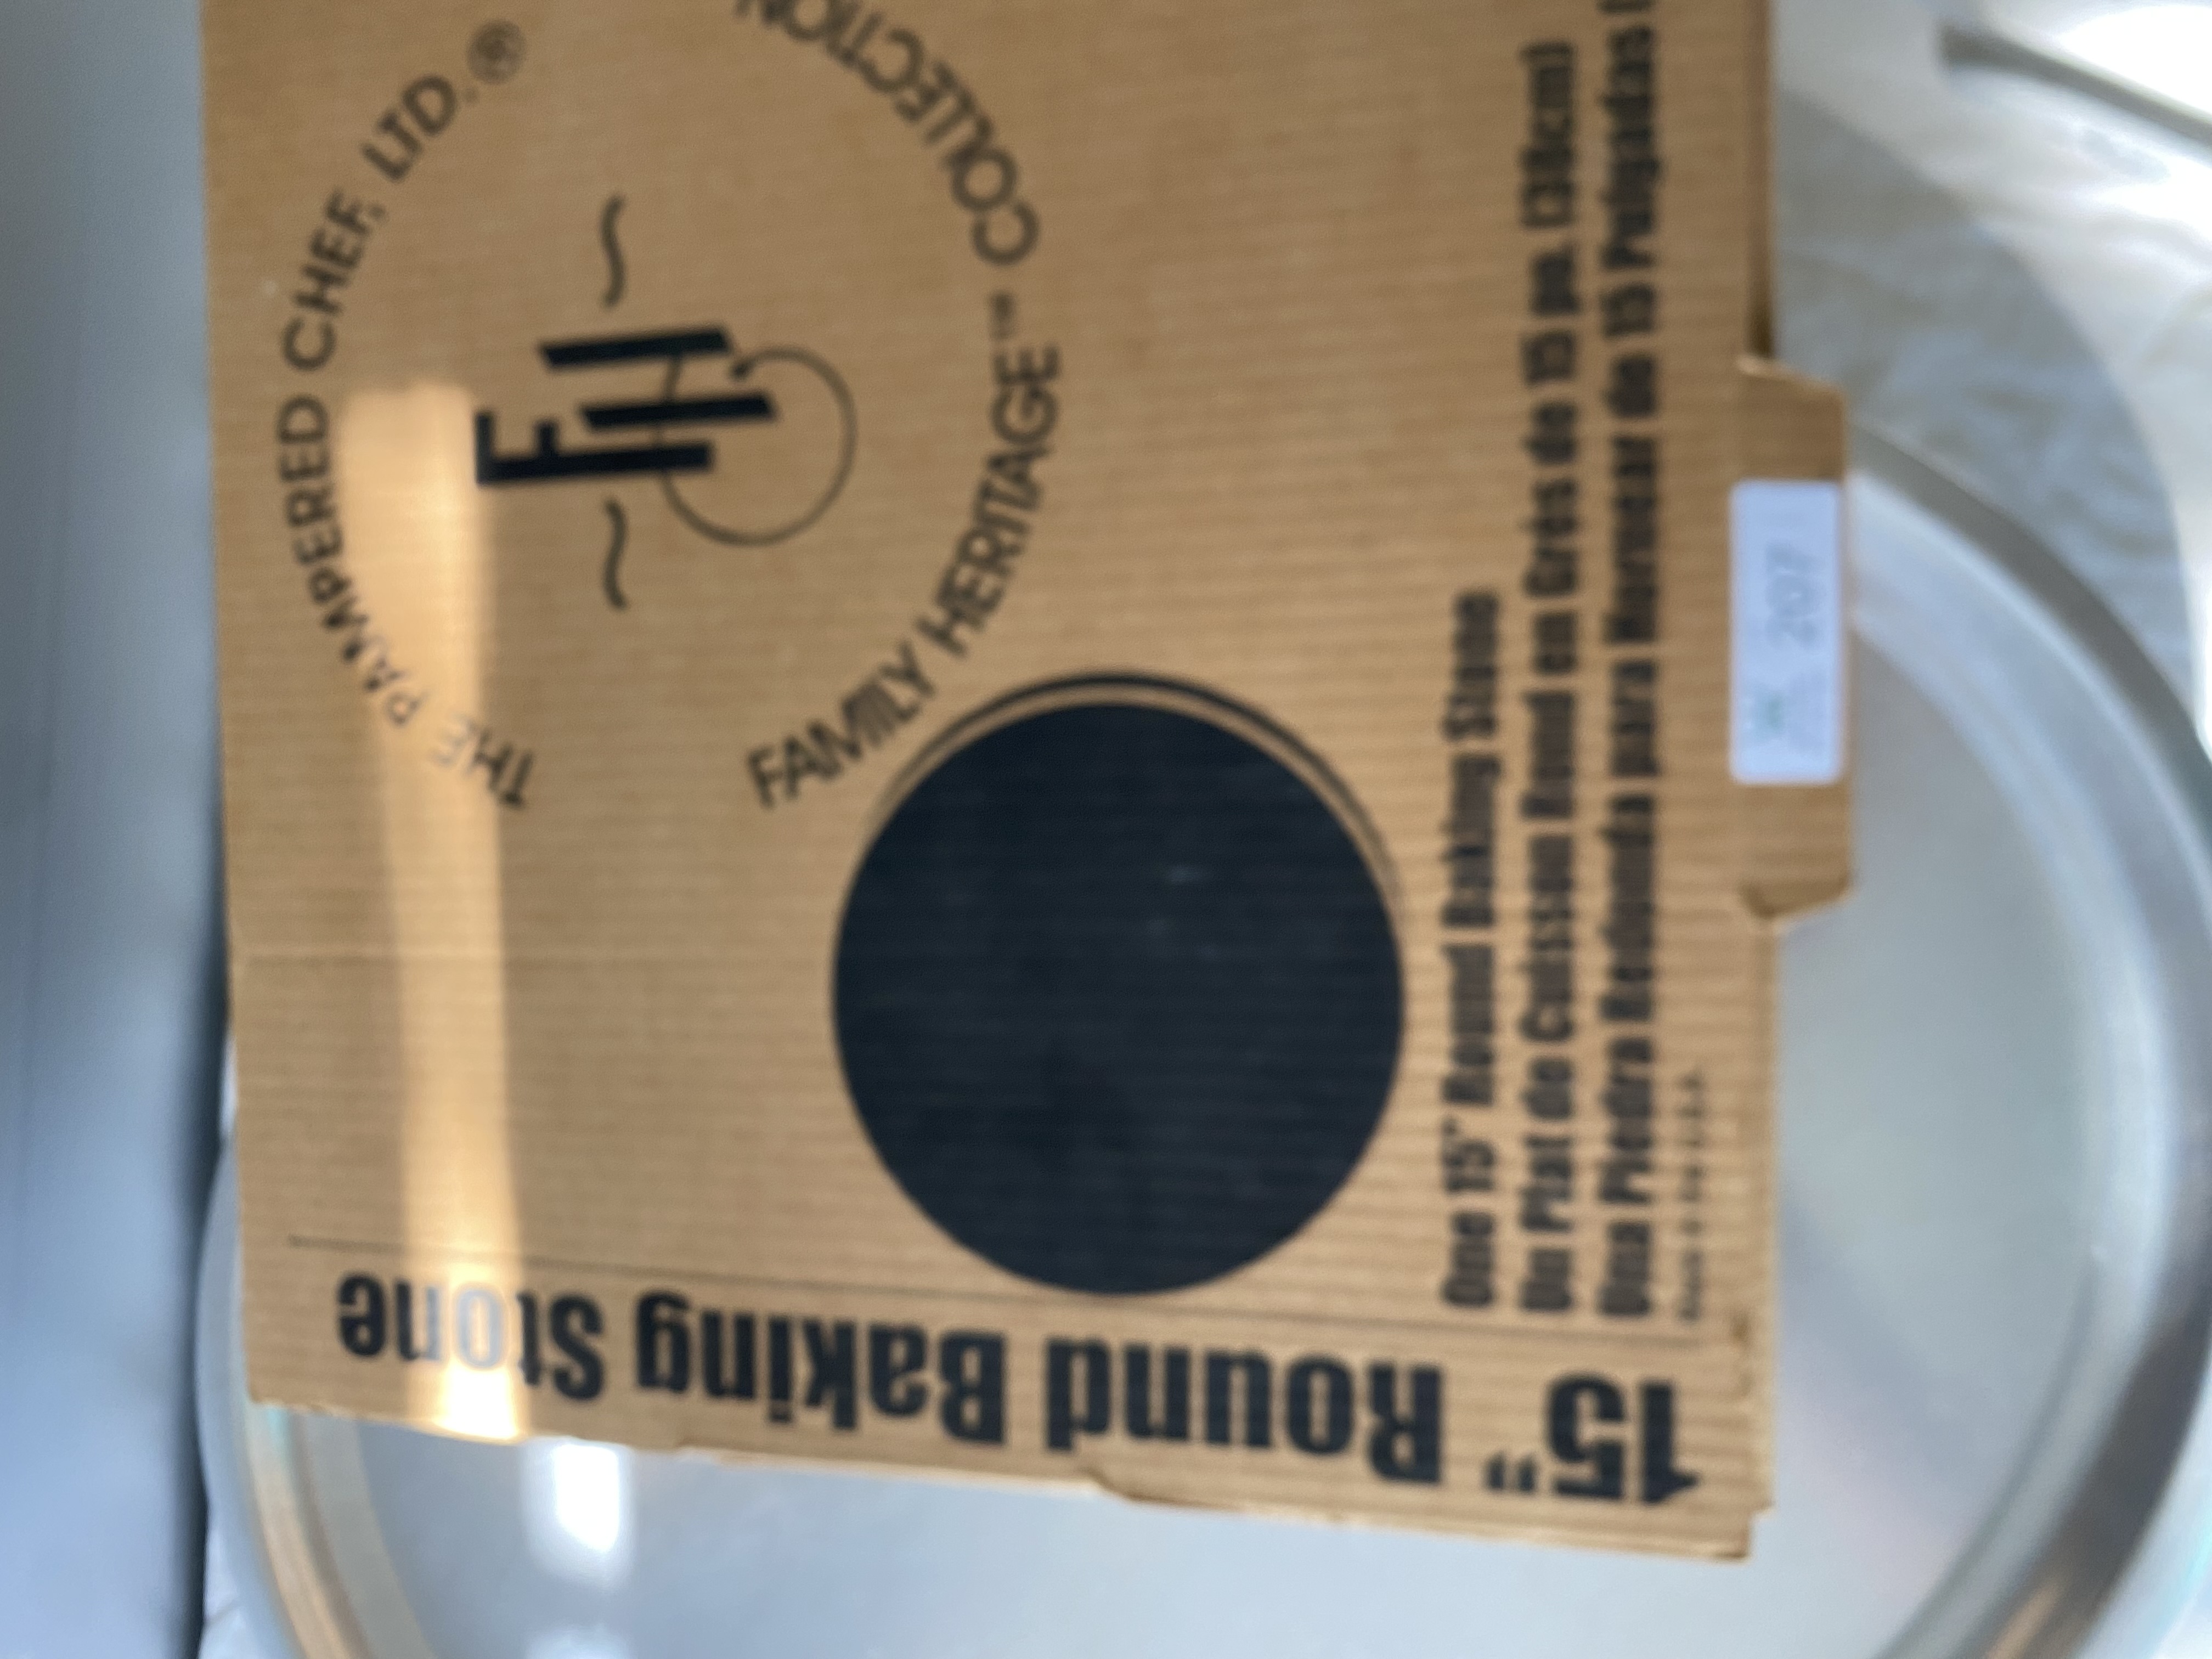 THE PAMPERED CHEF, LTD.®
~ FH ~
FAMILY HERITAGE™ COLLECTION
One 15" Round Baking Stone
Un Plat de Cuisson Rond en Grès de 15 po. (38cm)
Una Piedra Redonda para Hornear de 15 Pulgadas
15" Round Baking Stone
207